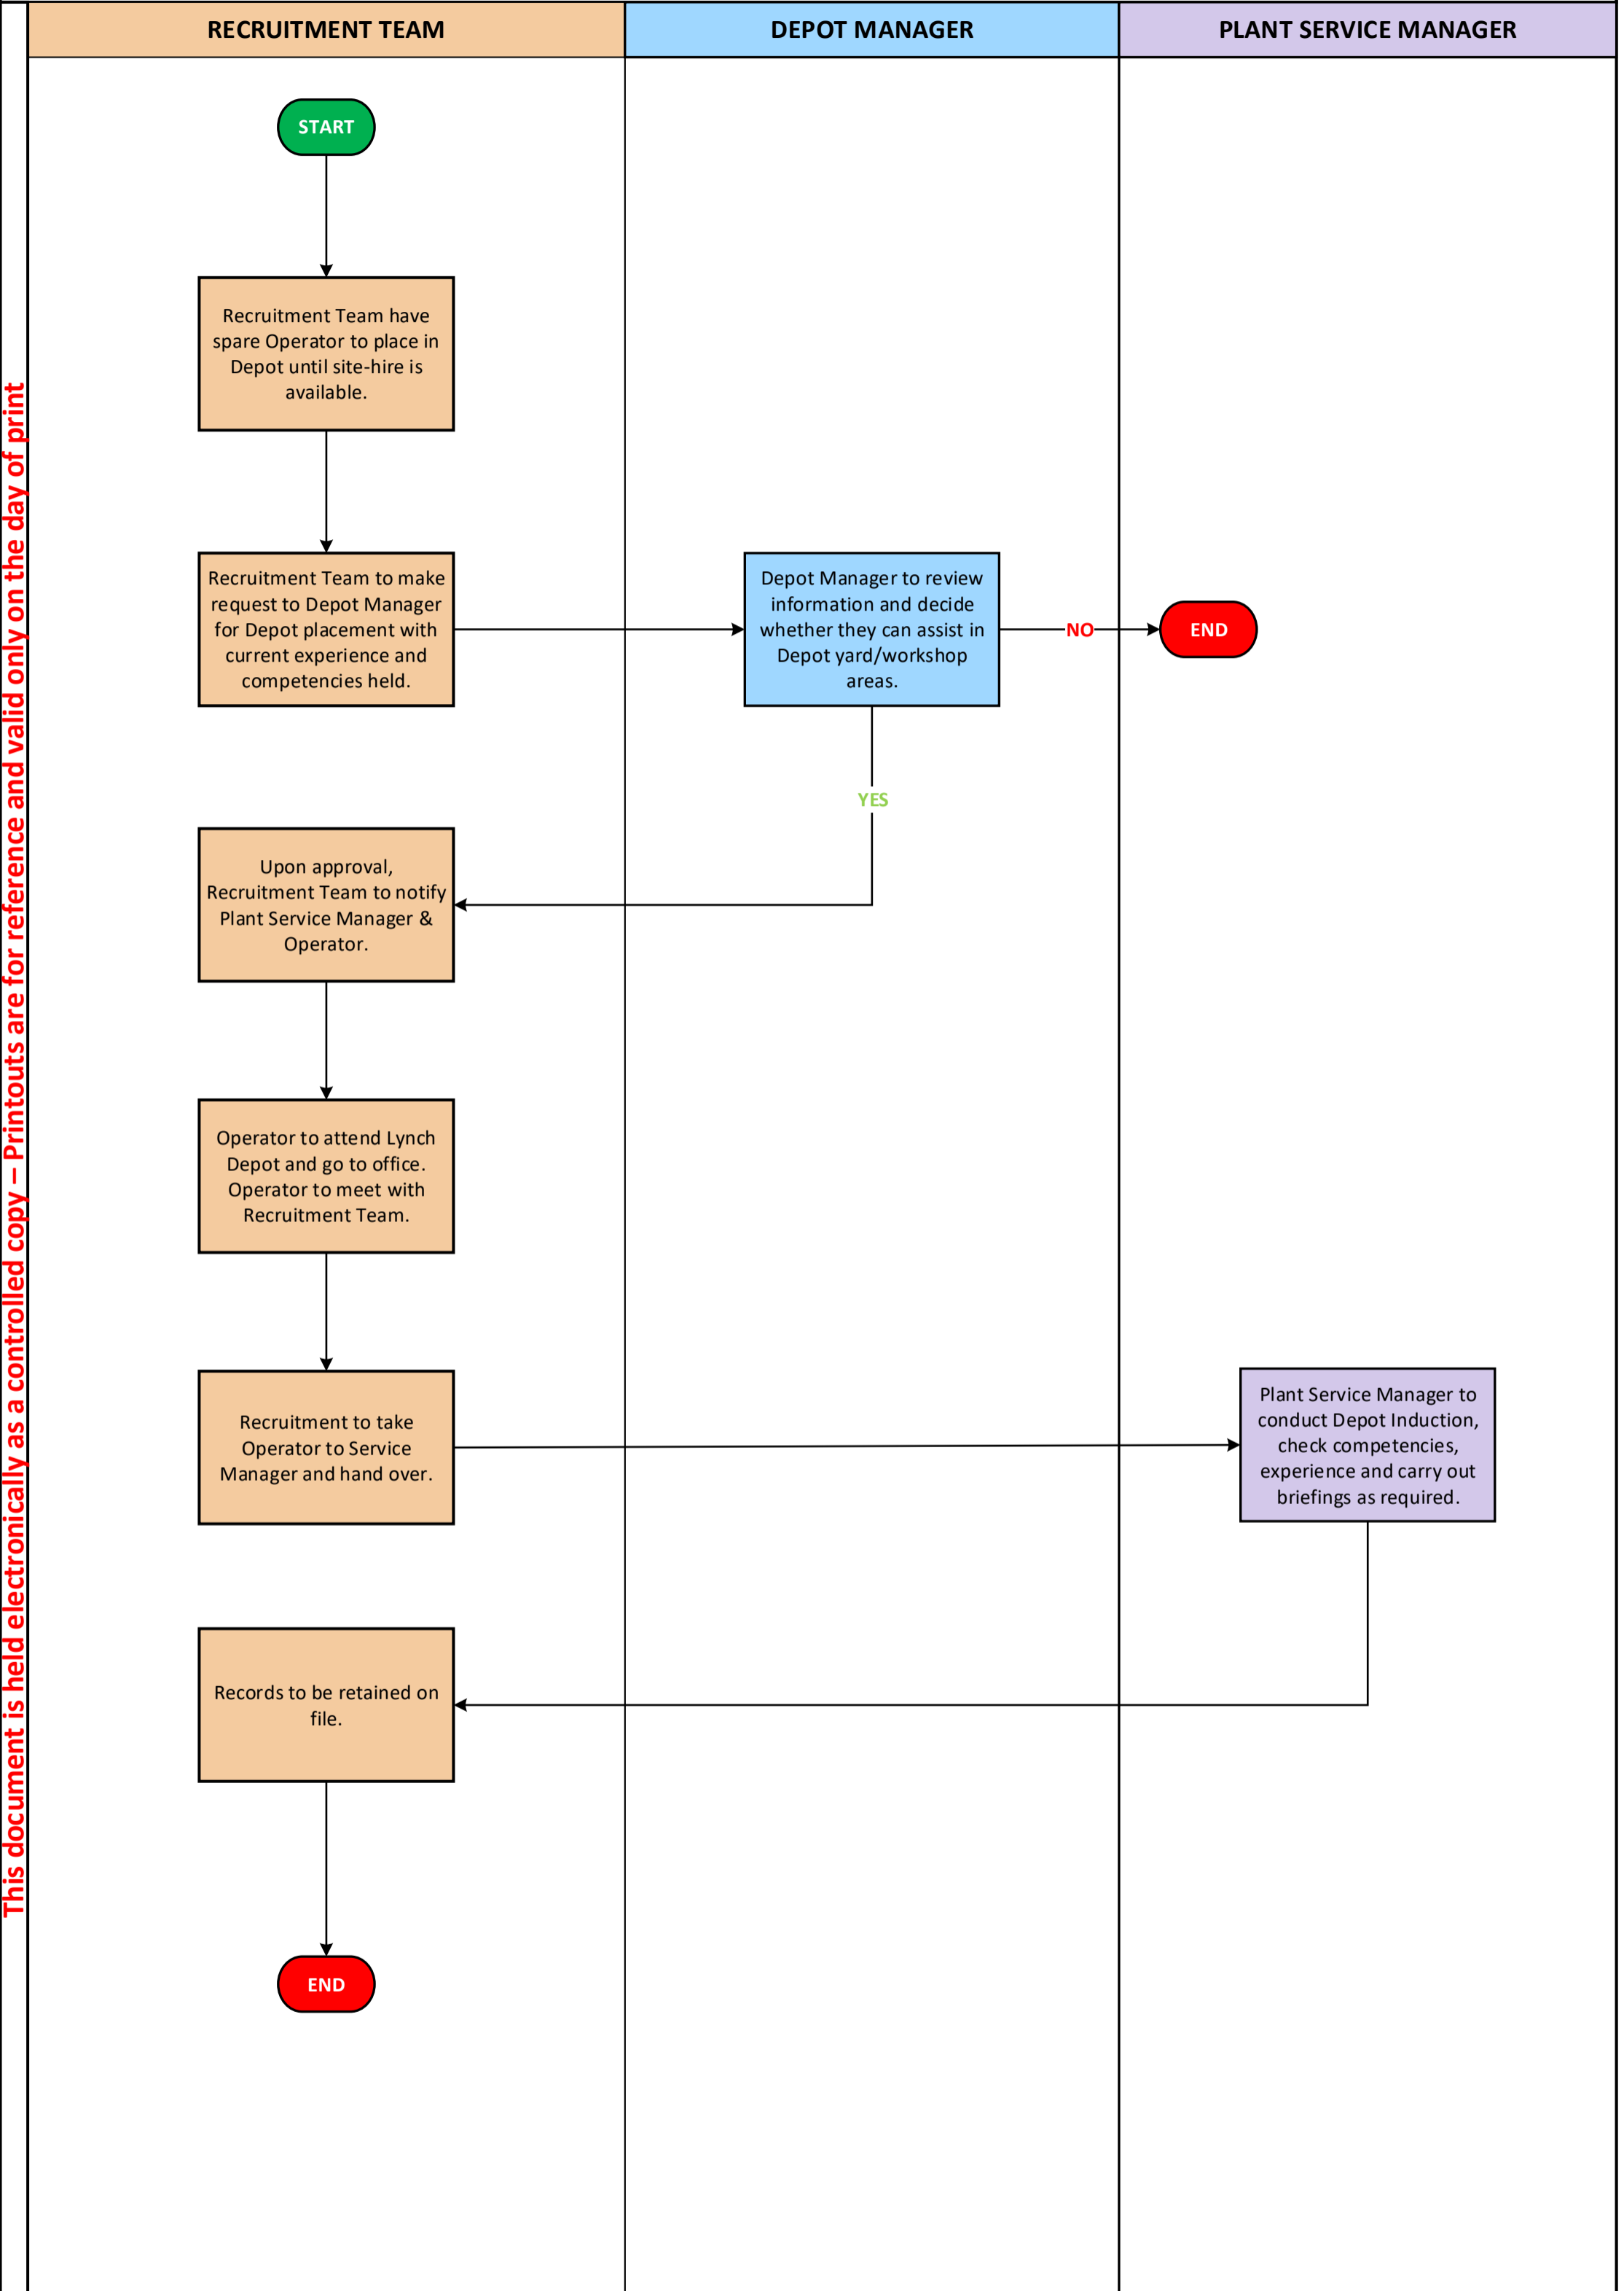 RECRUITMENT TEAM
DEPOT MANAGER
PLANT SERVICE MANAGER
START
Recruitment Team have
spare Operator to place in
Depot until site-hire is
available.
Recruitment Team to make
request to Depot Manager
for Depot placement with
current experience and
competencies held.
Depot Manager to review
information and decide
whether they can assist in
Depot yard/workshop
areas.
NO
END
YES
Upon approval,
Recruitment Team to notify
Plant Service Manager &
Operator.
Operator to attend Lynch
Depot and go to office.
Operator to meet with
Recruitment Team.
Recruitment to take
Operator to Service
Manager and hand over.
Plant Service Manager to
conduct Depot Induction,
check competencies,
experience and carry out
briefings as required.
Records to be retained on
file.
END
This document is held electronically as a controlled copy – Printouts are for reference and valid only on the day of print